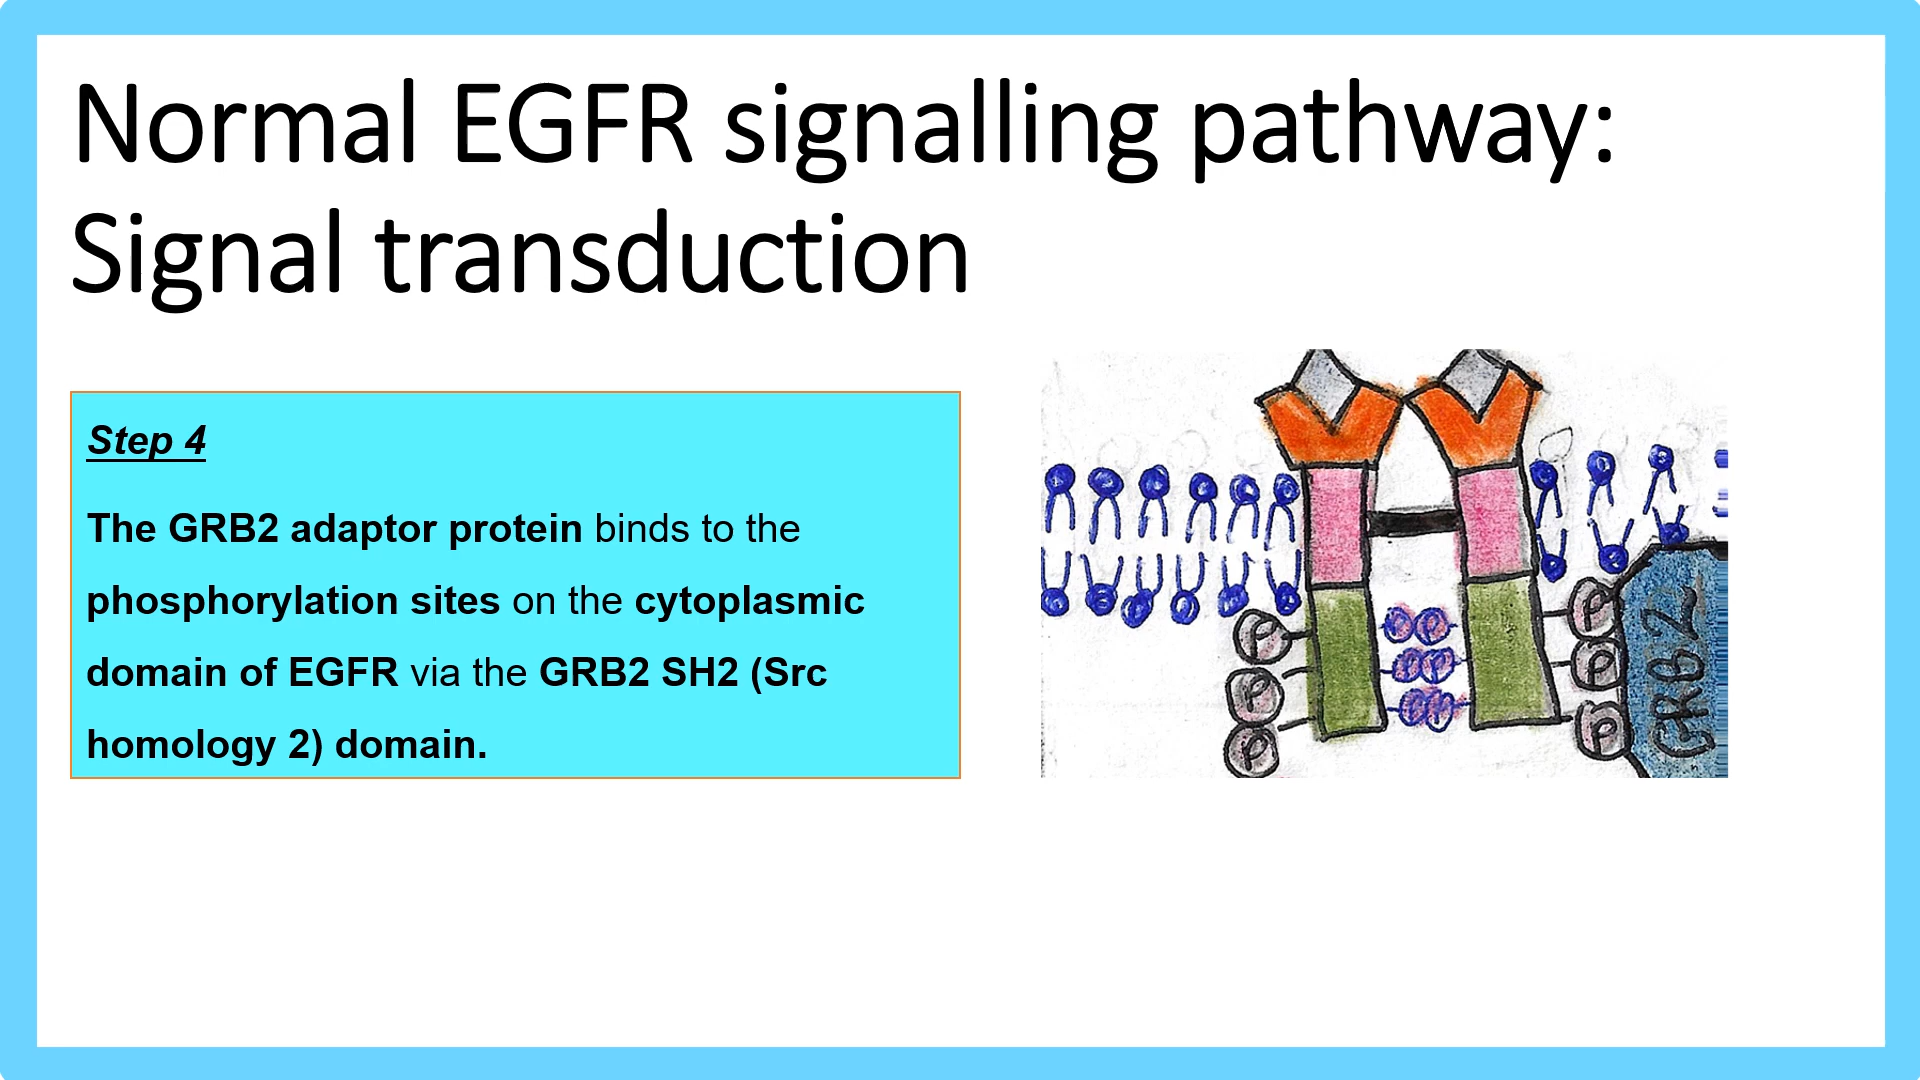 Normal EGFR signalling pathway:
Signal transduction
Step 4
The GRB2 adaptor protein binds to the
phosphorylation sites on the cytoplasmic
domain of EGFR via the GRB2 SH2 (Src
homology 2) domain.
P
P
P
P
P
P
GRB2